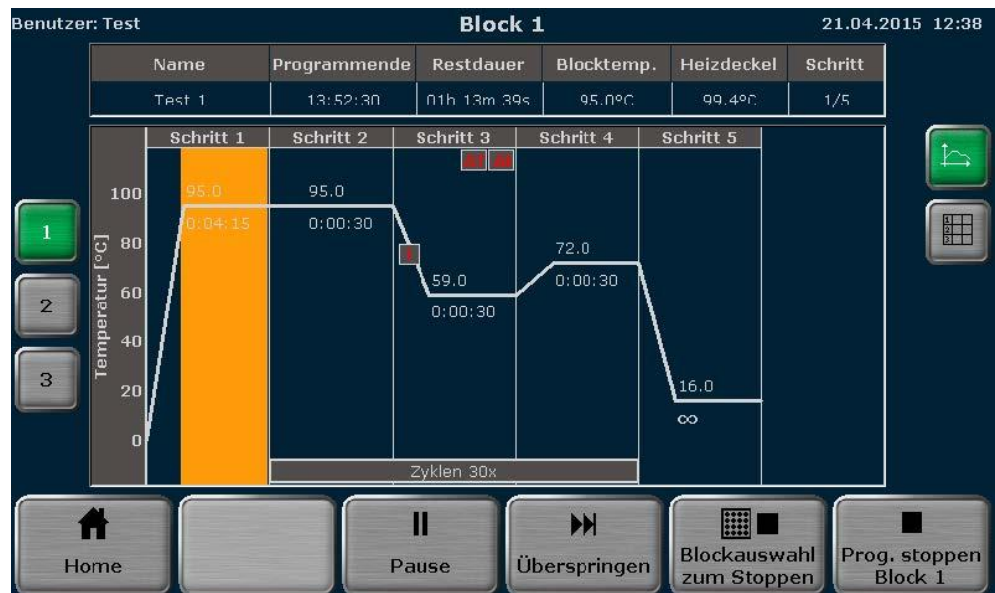 Benutzer: Test Block 1 21.04.2015 12:38
Name Programmende Restdauer Blocktemp. Heizdeckel Schritt
Test 1 13:52:30 01h 13m 39s 95.0°C 99.4°C 1/5
Schritt 1 Schritt 2 Schritt 3 Schritt 4 Schritt 5
Temperatur [°C]
100
80
60
40
20
0
95.0
0:04:15
95.0
0:00:30
59.0
0:00:30
72.0
0:00:30
16.0
∞
Zyklen 30x
1
2
3
Home
Pause
Überspringen
Blockauswahl
zum Stoppen
Prog. stoppen
Block 1